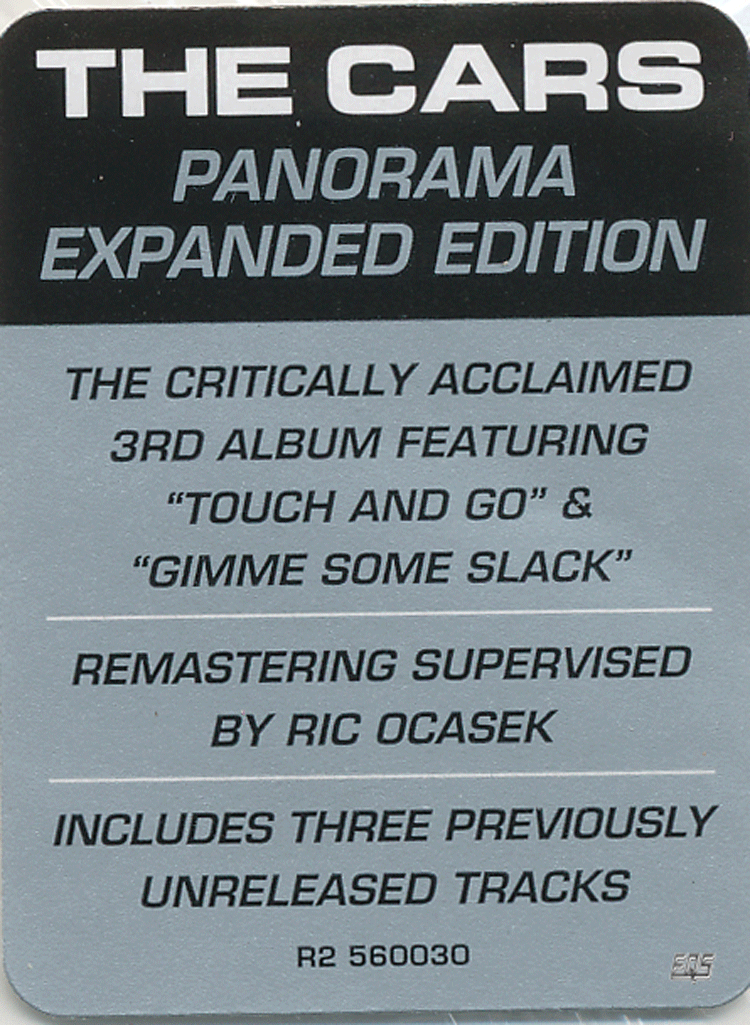 THE CARS
PANORAMA
EXPANDED EDITION
THE CRITICALLY ACCLAIMED
3RD ALBUM FEATURING
“TOUCH AND GO” &
“GIMME SOME SLACK”
REMASTERING SUPERVISED
BY RIC OCASEK
INCLUDES THREE PREVIOUSLY
UNRELEASED TRACKS
R2 560030